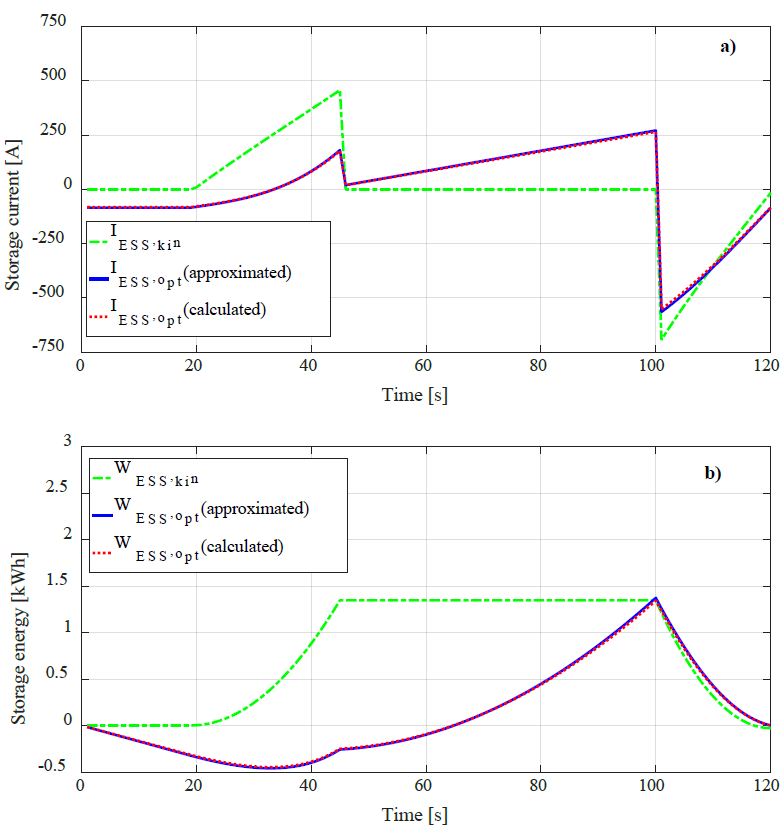 750
a)
500
250
0
-250
-500
-750
Storage current [A]
I ESS,kin
I ESS,opt(approximated)
I ESS,opt(calculated)
0 20 40 60 80 100 120
Time [s]
3
b)
2.5
2
1.5
1
0.5
0
-0.5
Storage energy [kWh]
W ESS,kin
W ESS,opt(approximated)
W ESS,opt(calculated)
0 20 40 60 80 100 120
Time [s]